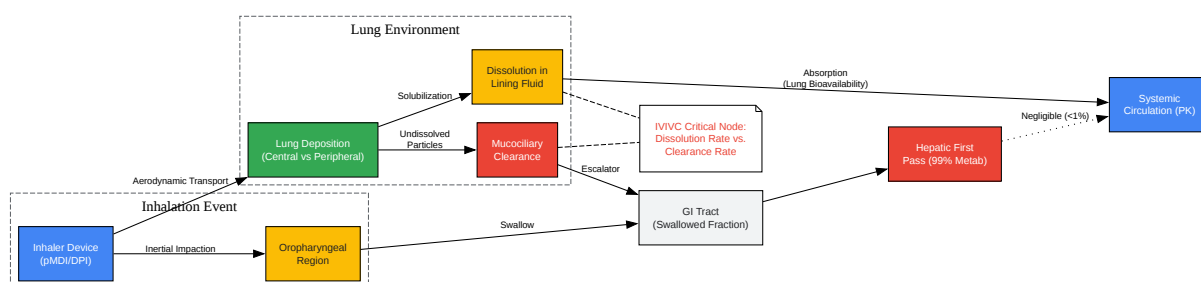 Lung Environment
Dissolution in
Lining Fluid
Absorption
(Lung Bioavailability)
Systemic
Circulation (PK)
Solubilization
Negligible (<1%)
IVIVC Critical Node:
Dissolution Rate vs.
Clearance Rate
Lung Deposition
(Central vs Peripheral)
Undissolved
Particles
Mucociliary
Clearance
Hepatic First
Pass (99% Metab)
Escalator
Aerodynamic Transport
Inhalation Event
GI Tract
(Swallowed Fraction)
Swallow
Inhaler Device
(pMDI/DPI)
Inertial Impaction
Oropharyngeal
Region